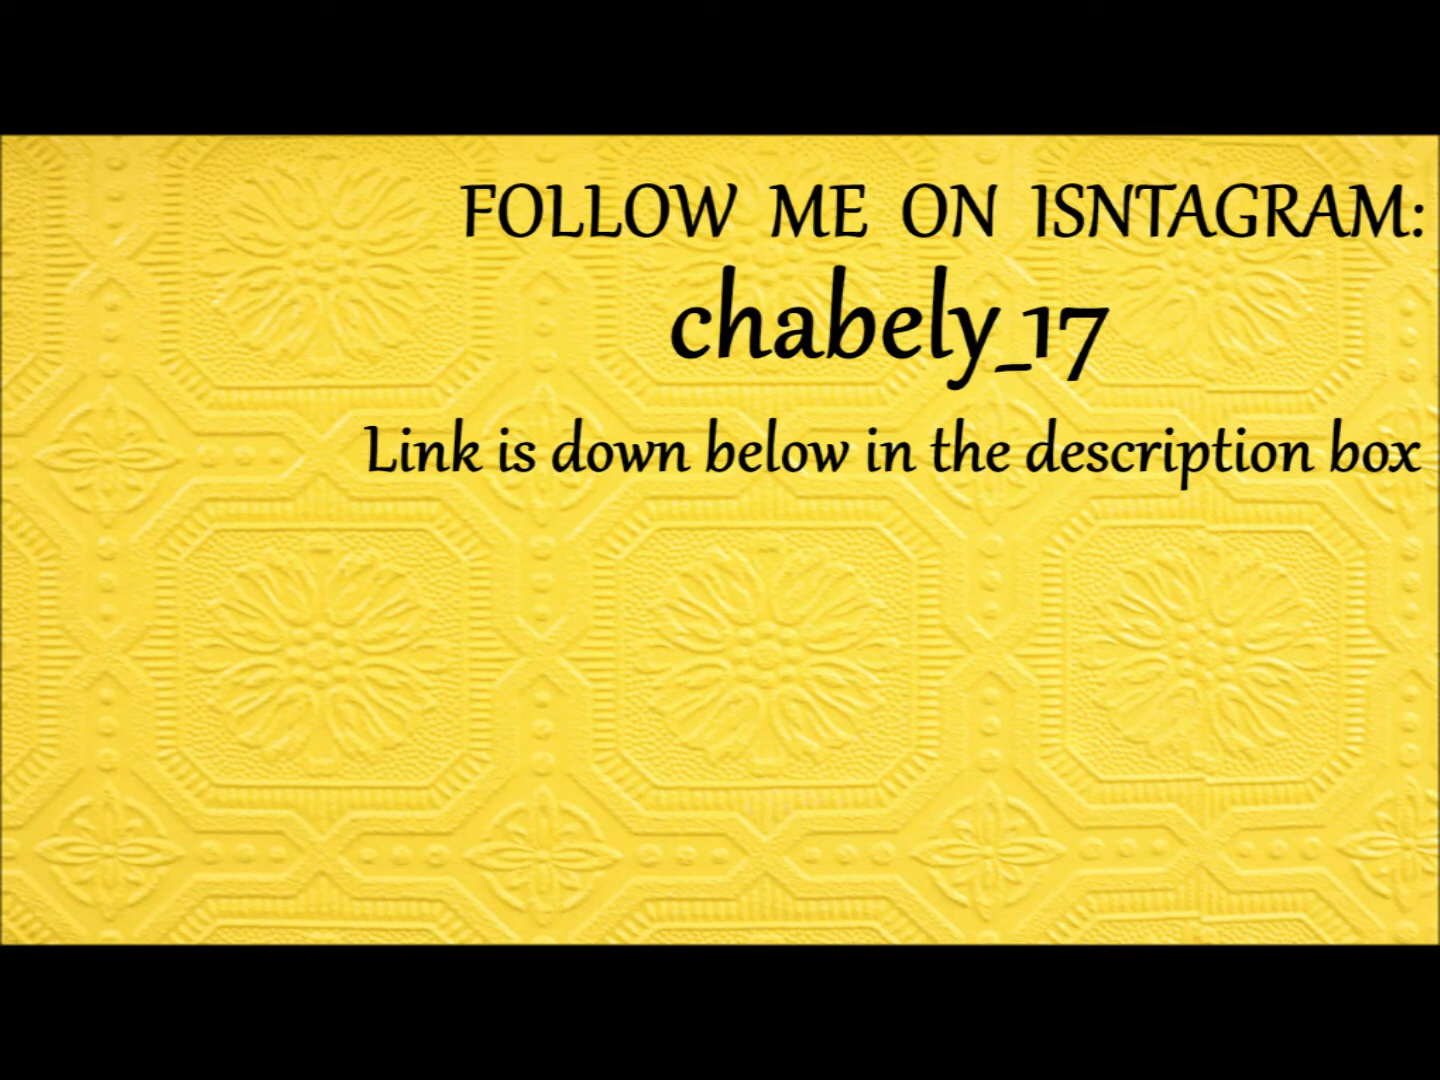 FOLLOW ME ON ISNTAGRAM:
chabely_17
Link is down below in the description box